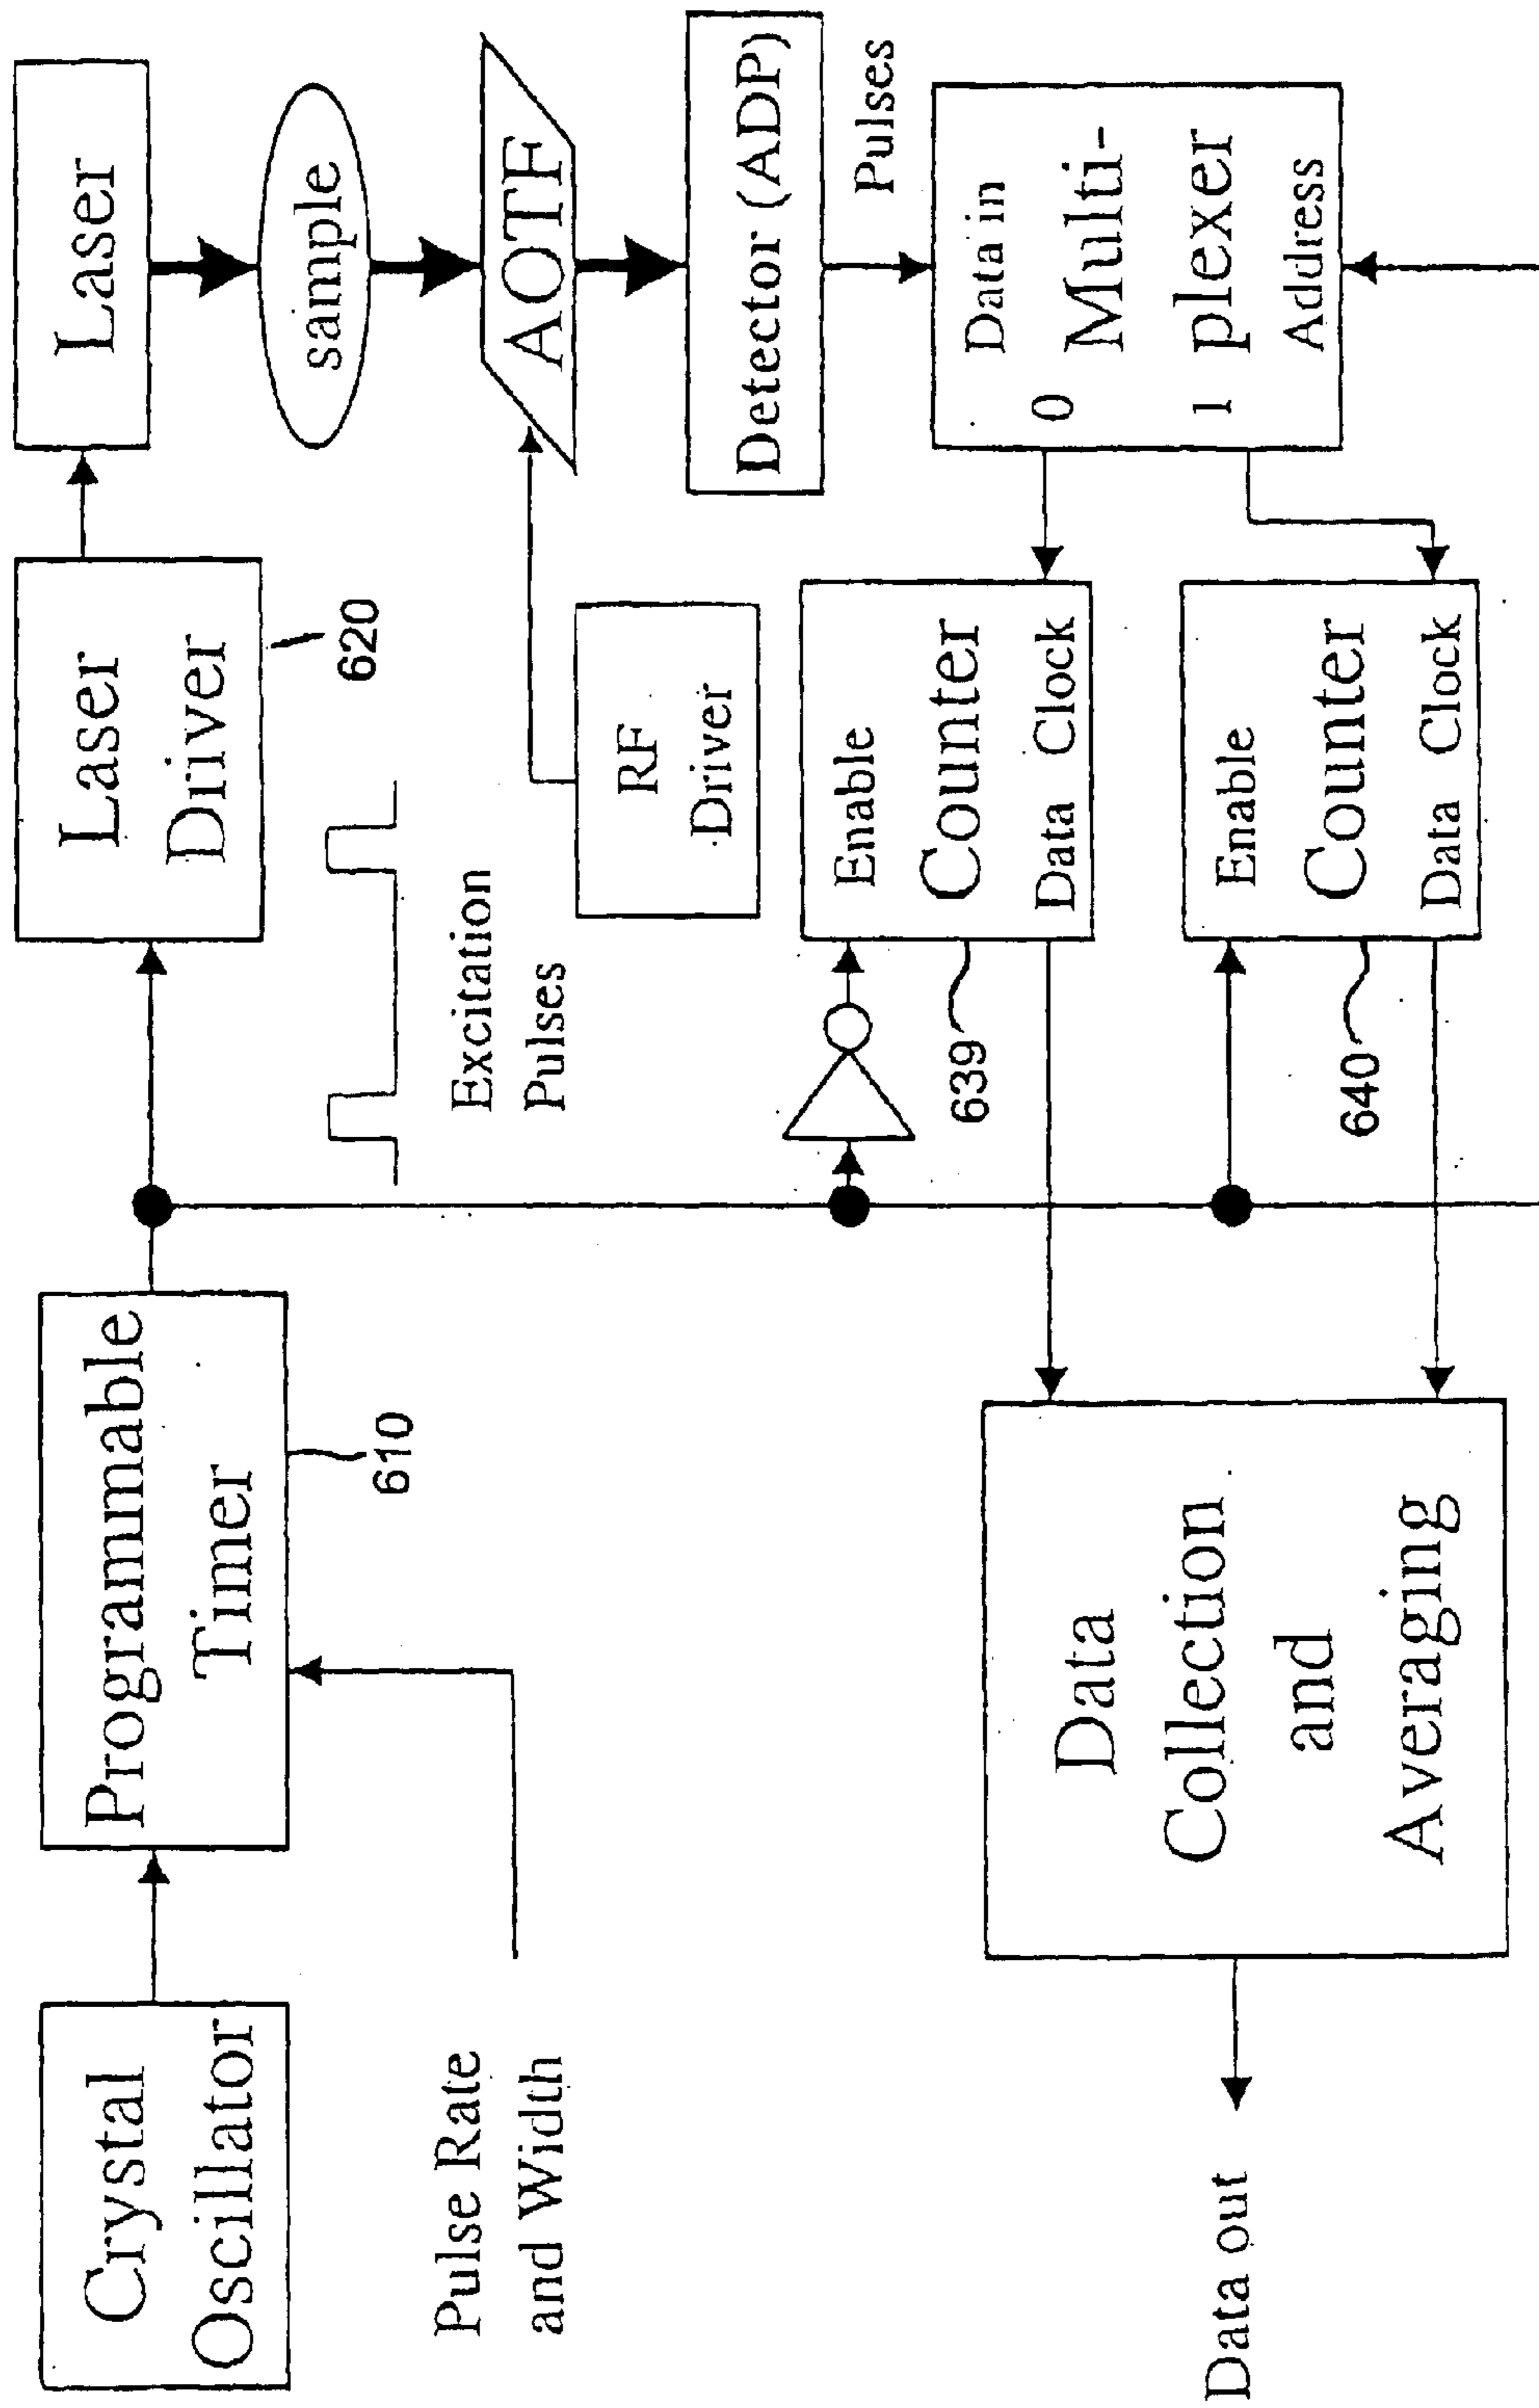 Crystal
Oscillator
Programmable
Timer
610
Pulse Rate
and Width
Laser
Driver
620
Laser
Excitation
Pulses
sample
AOTF
RF
Driver
Detector (ADP)
Pulses
Data in
0
Multi-
1
plexer
Address
Enable
Counter
Data Clock
639
Enable
Counter
Data Clock
640
Data
Collection
and
Averaging
Data out